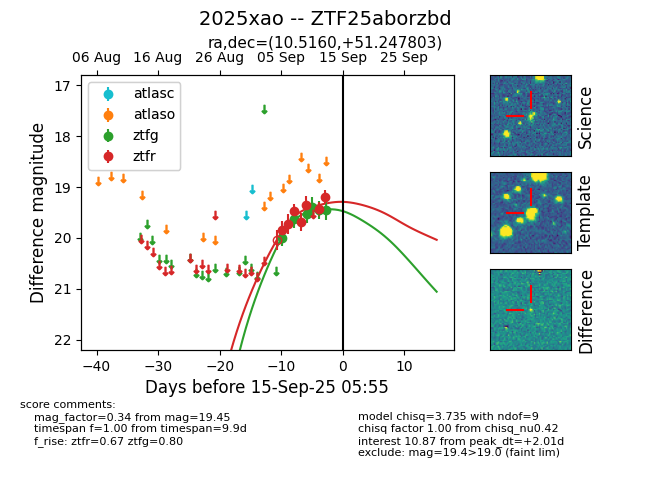 2025xao -- ZTF25aborzbd
ra,dec=(10.5160,+51.247803)
06 Aug 16 Aug 26 Aug 05 Sep 15 Sep 25 Sep
17
18
19
20
21
22
Difference magnitude
atlasc
atlaso
ztfg
ztfr
−40 −30 −20 −10 0 10
Days before 15-Sep-25 05:55
Science
Template
Difference
score comments:
mag_factor=0.34 from mag=19.45
timespan f=1.00 from timespan=9.9d
f_rise: ztfr=0.67 ztfg=0.80
model chisq=3.735 with ndof=9
chisq factor 1.00 from chisq_nu0.42
interest 10.87 from peak_dt=+2.01d
exclude: mag=19.4>19.0 (faint lim)